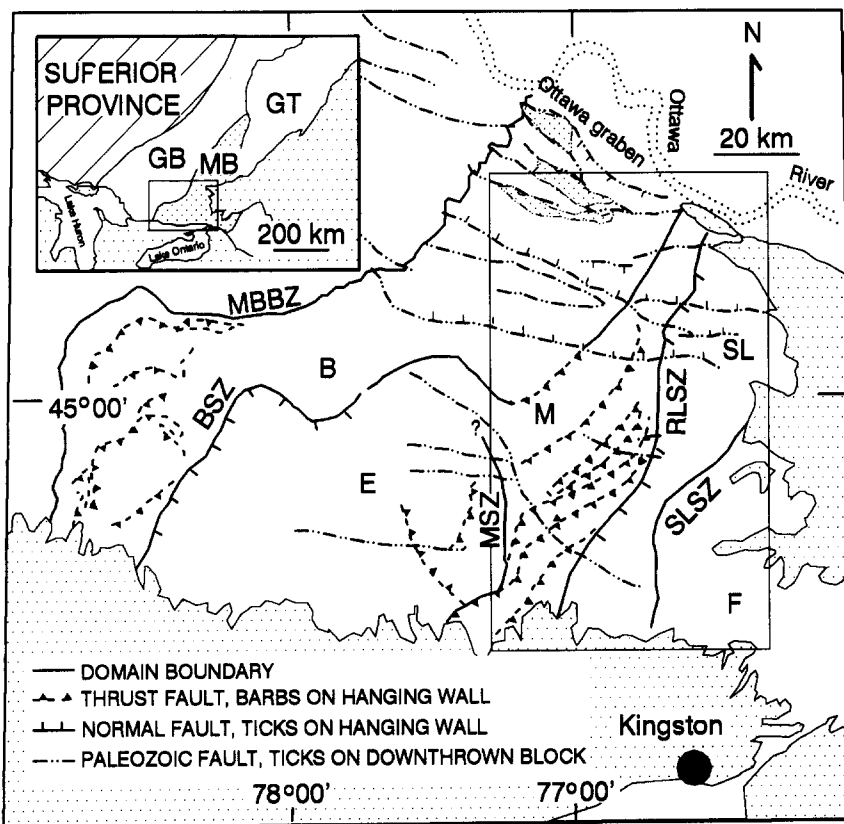 SUFERIOR
PROVINCE
GT
GB
MB
Lake Huron
Lake Ontario
200 km
N
20 km
Ottawa graben
Ottawa
River
MBBZ
B
BSZ
45°00'
M
SL
RLSZ
?
E
MSZ
SLSZ
F
DOMAIN BOUNDARY
THRUST FAULT, BARBS ON HANGING WALL
NORMAL FAULT, TICKS ON HANGING WALL
PALEOZOIC FAULT, TICKS ON DOWNTHROWN BLOCK
Kingston
78°00'
77°00'